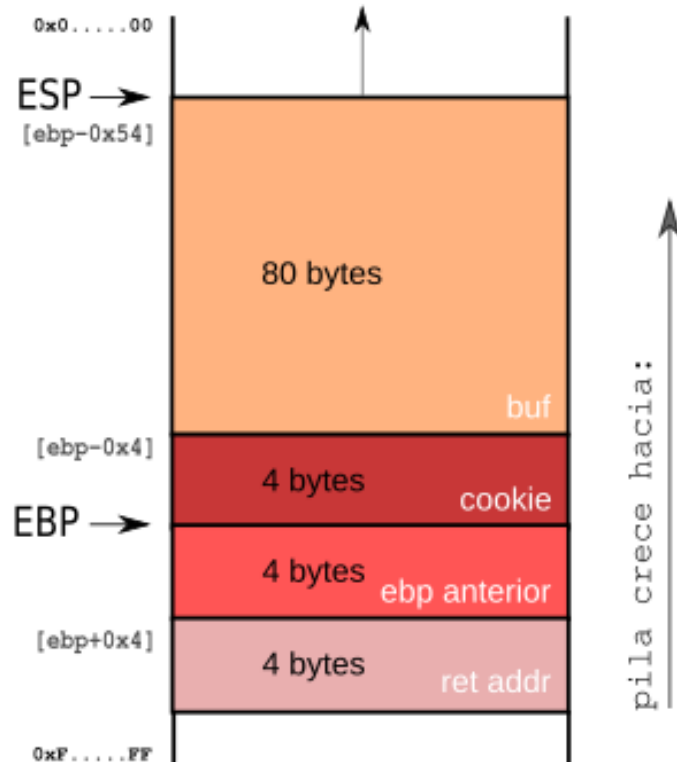 0x0.....00
ESP
[ebp-0x54]
80 bytes
buf
[ebp-0x4]
4 bytes
cookie
EBP
4 bytes
ebp anterior
[ebp+0x4]
4 bytes
ret addr
0xF.....FF
pila crece hacia: